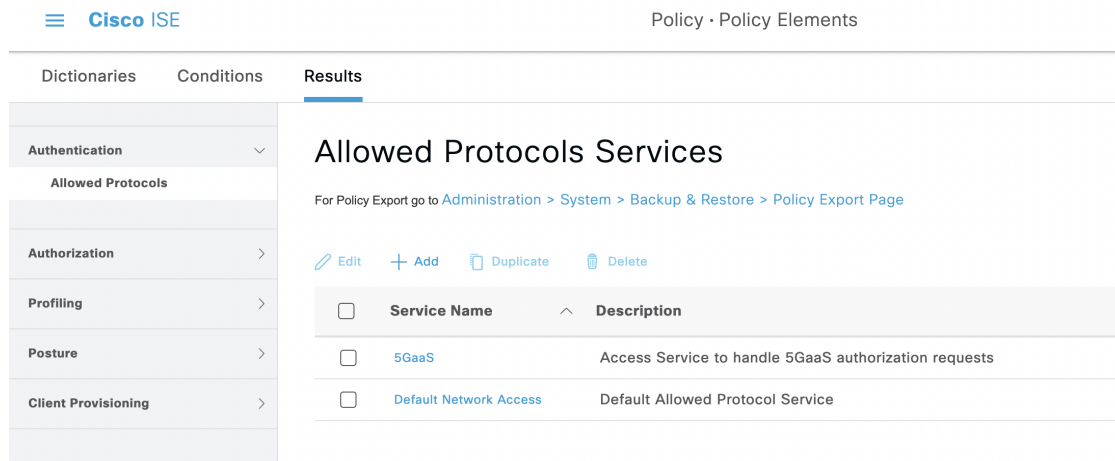 Cisco ISE
Policy · Policy Elements
Dictionaries Conditions Results
Authentication
Allowed Protocols
Authorization
Profiling
Posture
Client Provisioning
Allowed Protocols Services
For Policy Export go to Administration > System > Backup & Restore > Policy Export Page
Edit Add Duplicate Delete
Service Name Description
5GaaS Access Service to handle 5GaaS authorization requests
Default Network Access Default Allowed Protocol Service